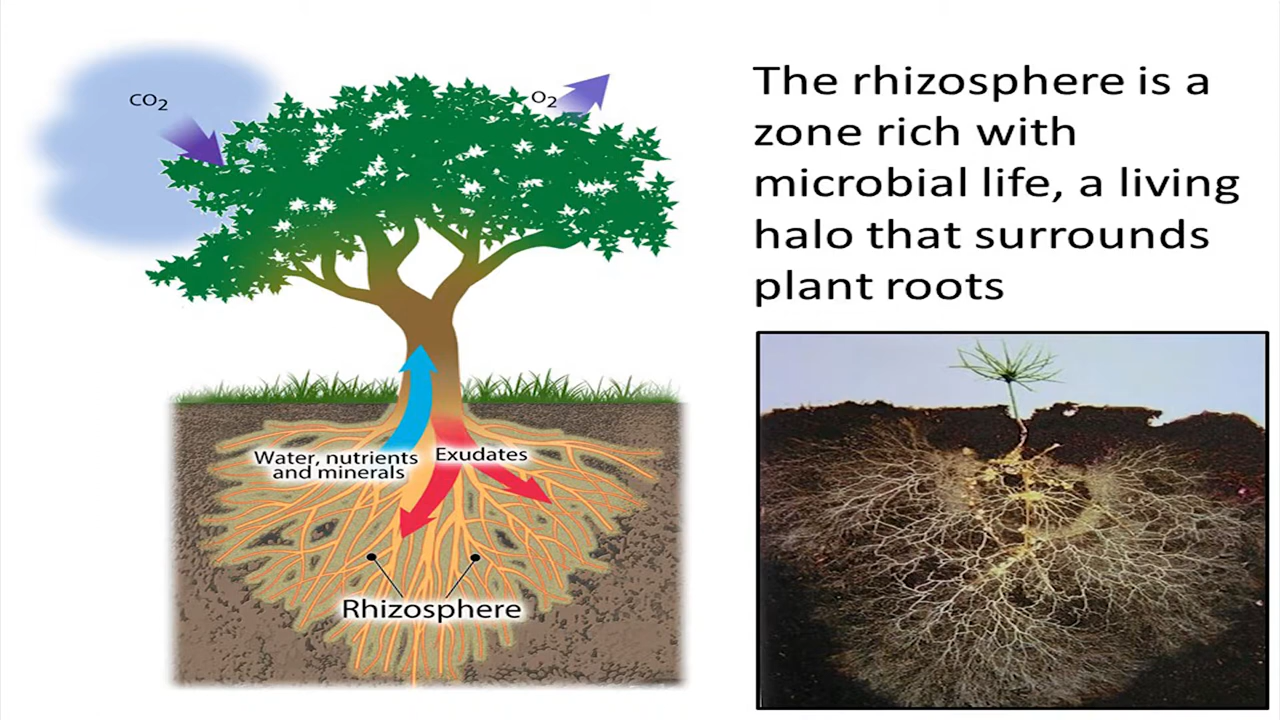 CO2
O2
Water, nutrients
and minerals
Exudates
Rhizosphere
The rhizosphere is a
zone rich with
microbial life, a living
halo that surrounds
plant roots